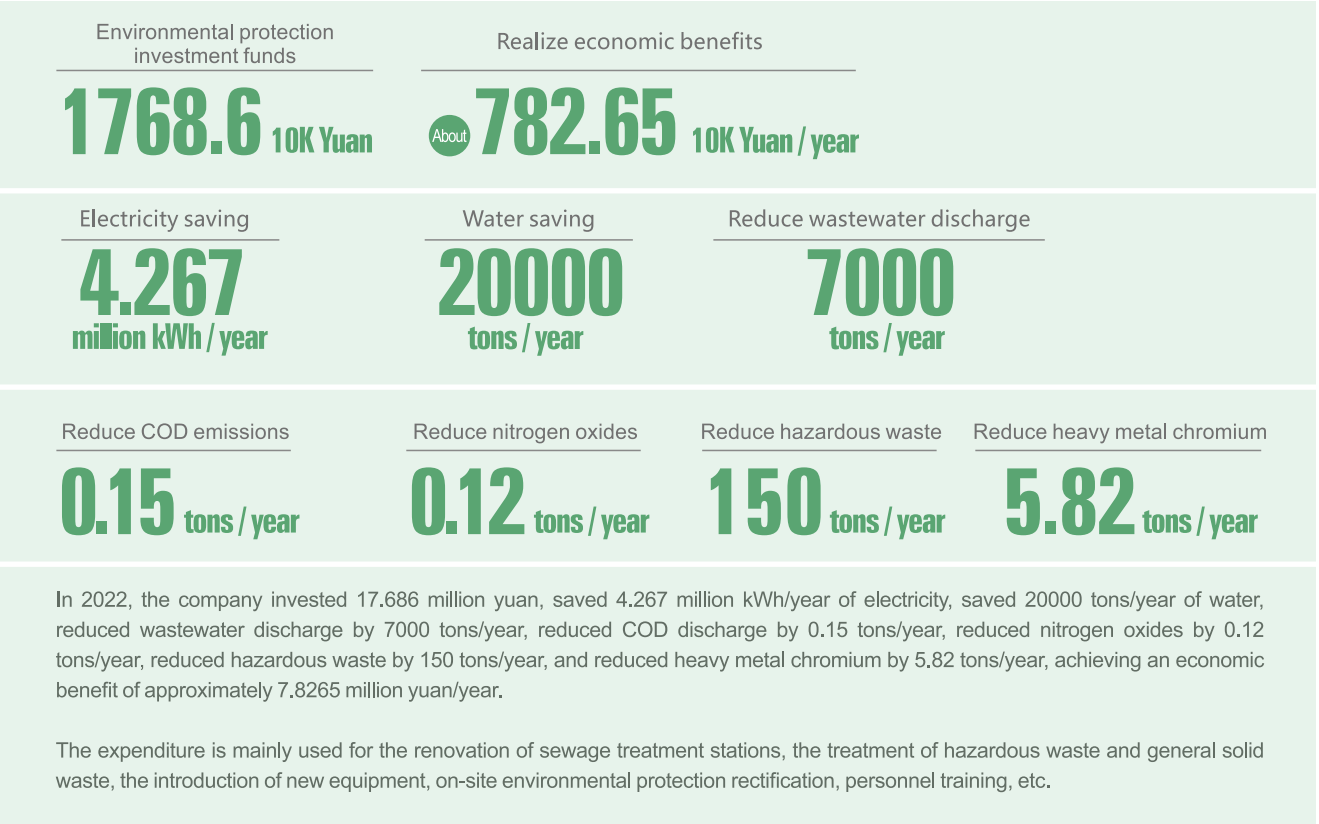 Environmental protection
investment funds
1768.6 10K Yuan
Realize economic benefits
About 782.65 10K Yuan / year
Electricity saving
4.267
million kWh / year
Water saving
20000
tons / year
Reduce wastewater discharge
7000
tons / year
Reduce COD emissions
0.15 tons / year
Reduce nitrogen oxides
0.12 tons / year
Reduce hazardous waste
150 tons / year
Reduce heavy metal chromium
5.82 tons / year
In 2022, the company invested 17.686 million yuan, saved 4.267 million kWh/year of electricity, saved 20000 tons/year of water,
reduced wastewater discharge by 7000 tons/year, reduced COD discharge by 0.15 tons/year, reduced nitrogen oxides by 0.12
tons/year, reduced hazardous waste by 150 tons/year, and reduced heavy metal chromium by 5.82 tons/year, achieving an economic
benefit of approximately 7.8265 million yuan/year.
The expenditure is mainly used for the renovation of sewage treatment stations, the treatment of hazardous waste and general solid
waste, the introduction of new equipment, on-site environmental protection rectification, personnel training, etc.